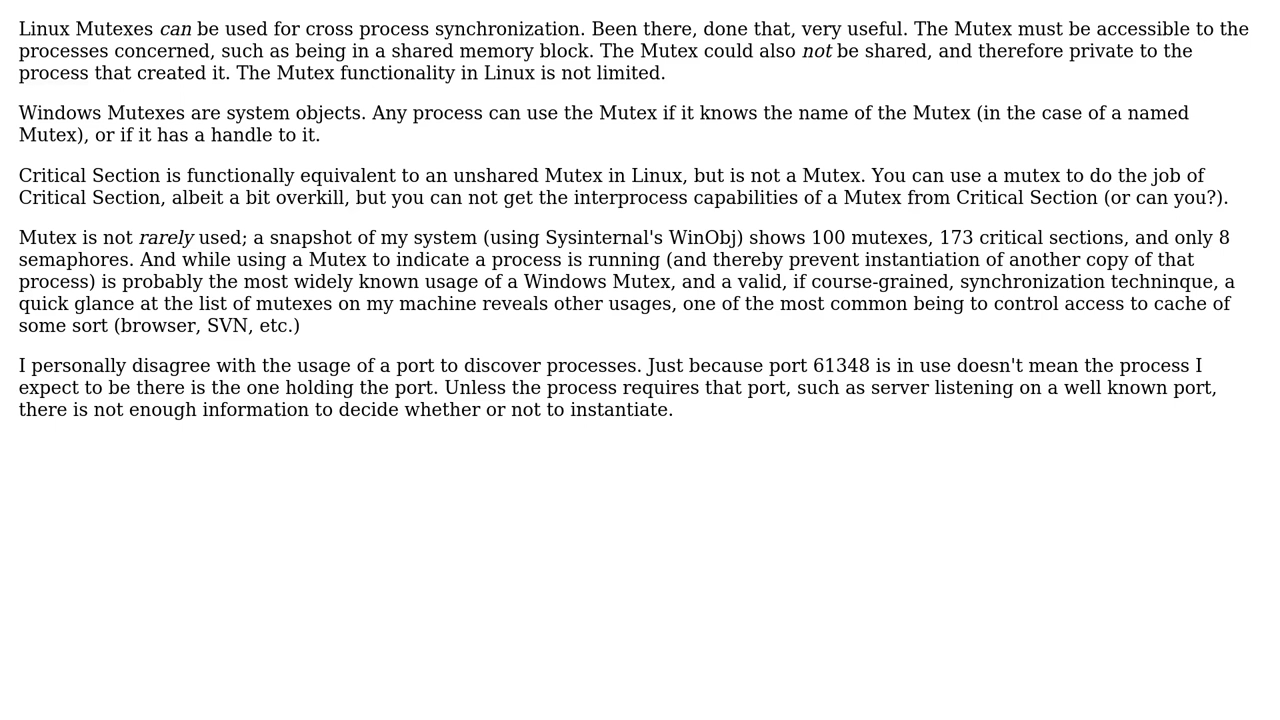 Linux Mutexes can be used for cross process synchronization. Been there, done that, very useful. The Mutex must be accessible to the
processes concerned, such as being in a shared memory block. The Mutex could also not be shared, and therefore private to the
process that created it. The Mutex functionality in Linux is not limited.
Windows Mutexes are system objects. Any process can use the Mutex if it knows the name of the Mutex (in the case of a named
Mutex), or if it has a handle to it.
Critical Section is functionally equivalent to an unshared Mutex in Linux, but is not a Mutex. You can use a mutex to do the job of
Critical Section, albeit a bit overkill, but you can not get the interprocess capabilities of a Mutex from Critical Section (or can you?).
Mutex is not rarely used; a snapshot of my system (using Sysinternal's WinObj) shows 100 mutexes, 173 critical sections, and only 8
semaphores. And while using a Mutex to indicate a process is running (and thereby prevent instantiation of another copy of that
process) is probably the most widely known usage of a Windows Mutex, and a valid, if course-grained, synchronization techninque, a
quick glance at the list of mutexes on my machine reveals other usages, one of the most common being to control access to cache of
some sort (browser, SVN, etc.)
I personally disagree with the usage of a port to discover processes. Just because port 61348 is in use doesn't mean the process I
expect to be there is the one holding the port. Unless the process requires that port, such as server listening on a well known port,
there is not enough information to decide whether or not to instantiate.